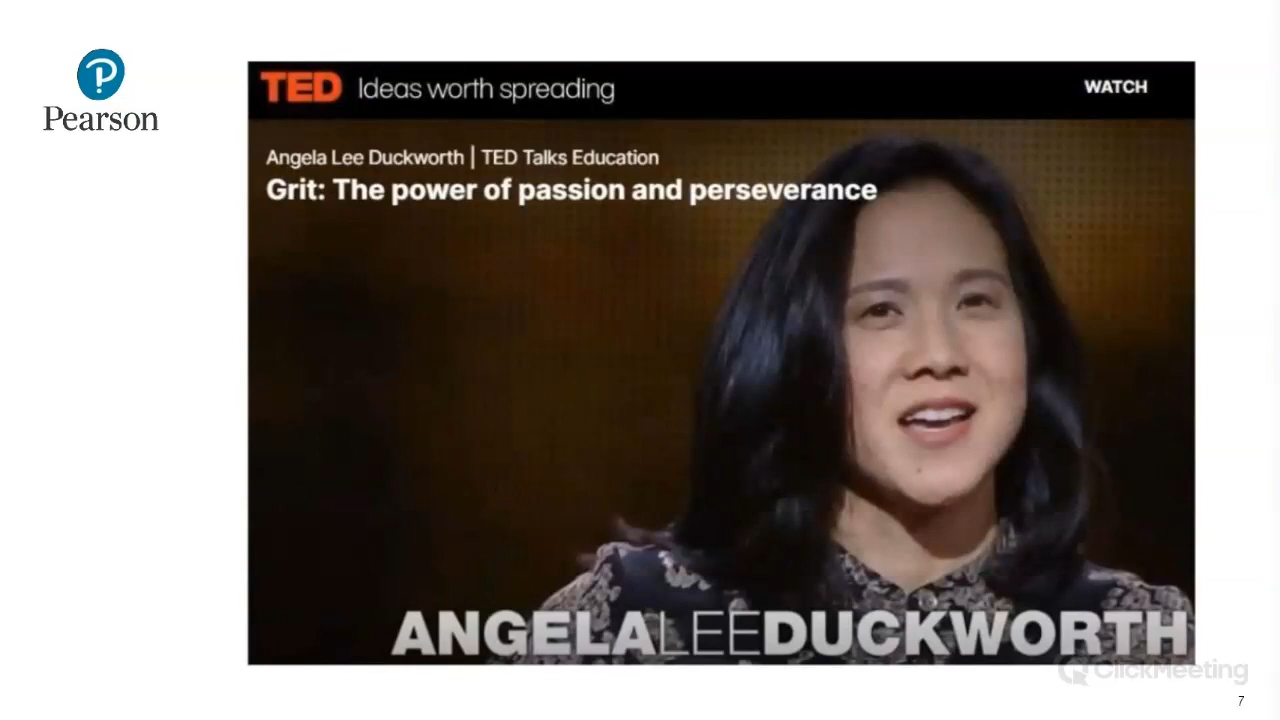 Pearson
TED Ideas worth spreading
WATCH
Angela Lee Duckworth | TED Talks Education
Grit: The power of passion and perseverance
ANGELALEEDUCKWORTH
ClickMeeting
7